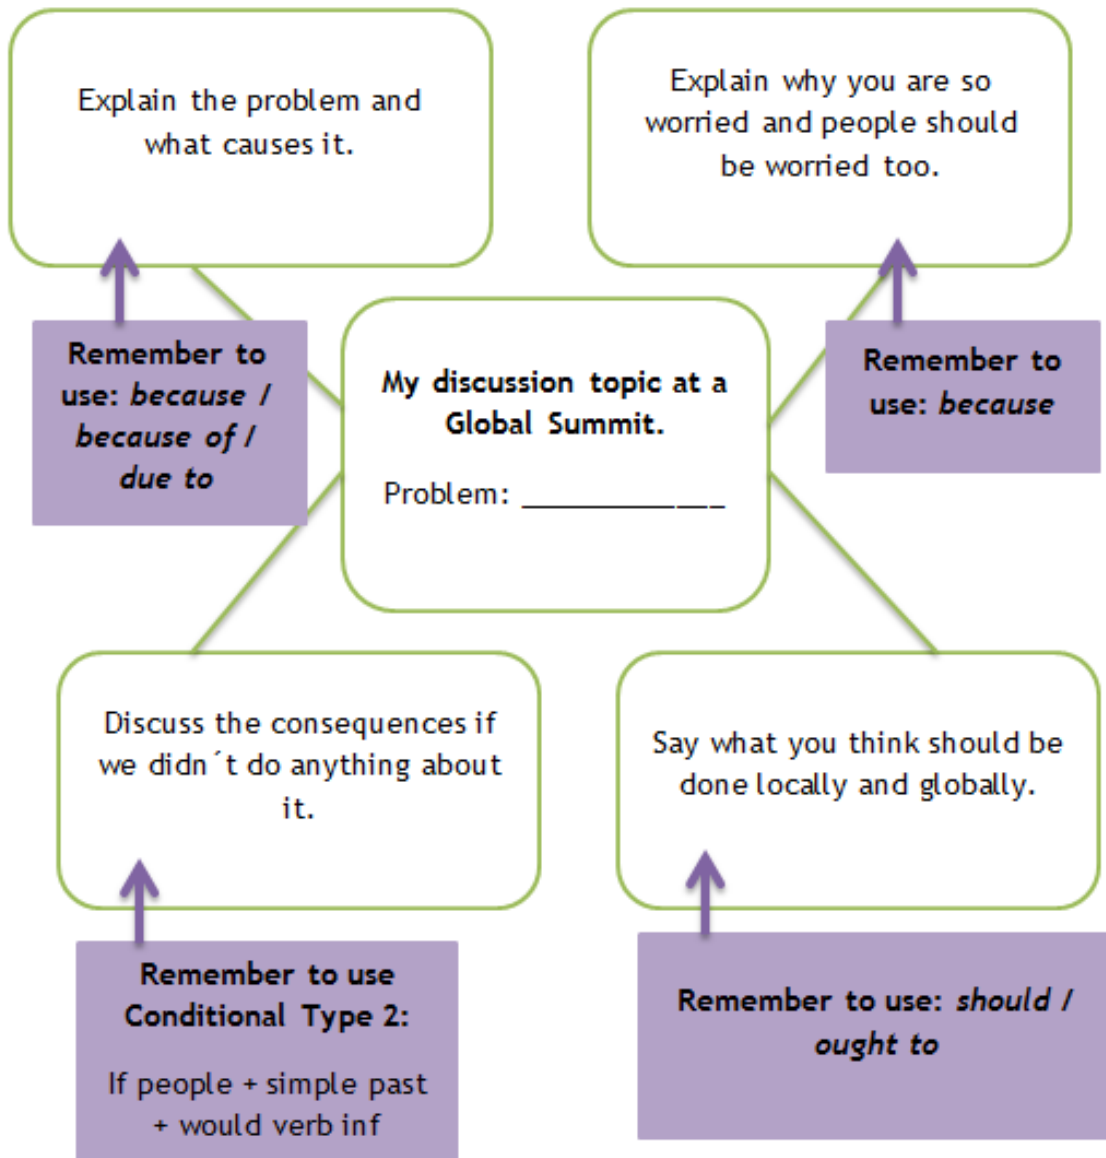 Explain the problem and
what causes it.
Explain why you are so
worried and people should
be worried too.
Remember to
use: because /
because of /
due to
My discussion topic at a
Global Summit.
Problem: _____________
Remember to
use: because
Discuss the consequences if
we didn´t do anything about
it.
Say what you think should be
done locally and globally.
Remember to use
Conditional Type 2:
If people + simple past
+ would verb inf
Remember to use: should /
ought to